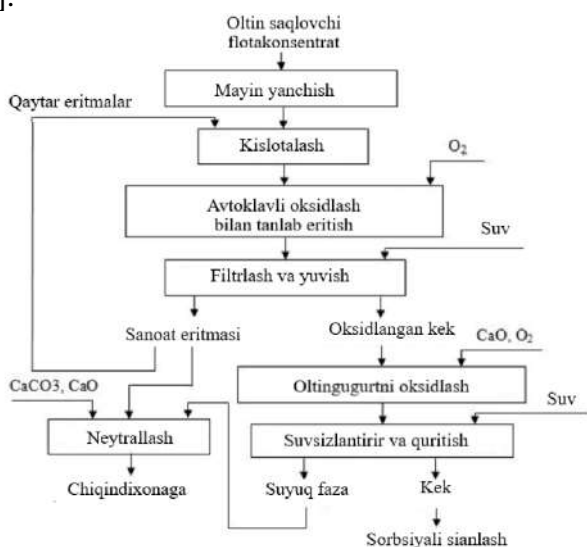 Oltin saqlovchi
flotakonsentrat
Mayin yanchish
Qaytar eritmalar
Kislotalash
O2
Avtoklavli oksidlash
bilan tanlab eritish
Suv
Filtrlash va yuvish
Sanoat eritmasi
Oksidlangan kek
CaO, O2
CaCO3, CaO
Oltingugurtni oksidlash
Suv
Neytrallash
Suvsizlantirir va quritish
Chiqindixonaga
Suyuq faza
Kek
Sorbsiyali sianlash